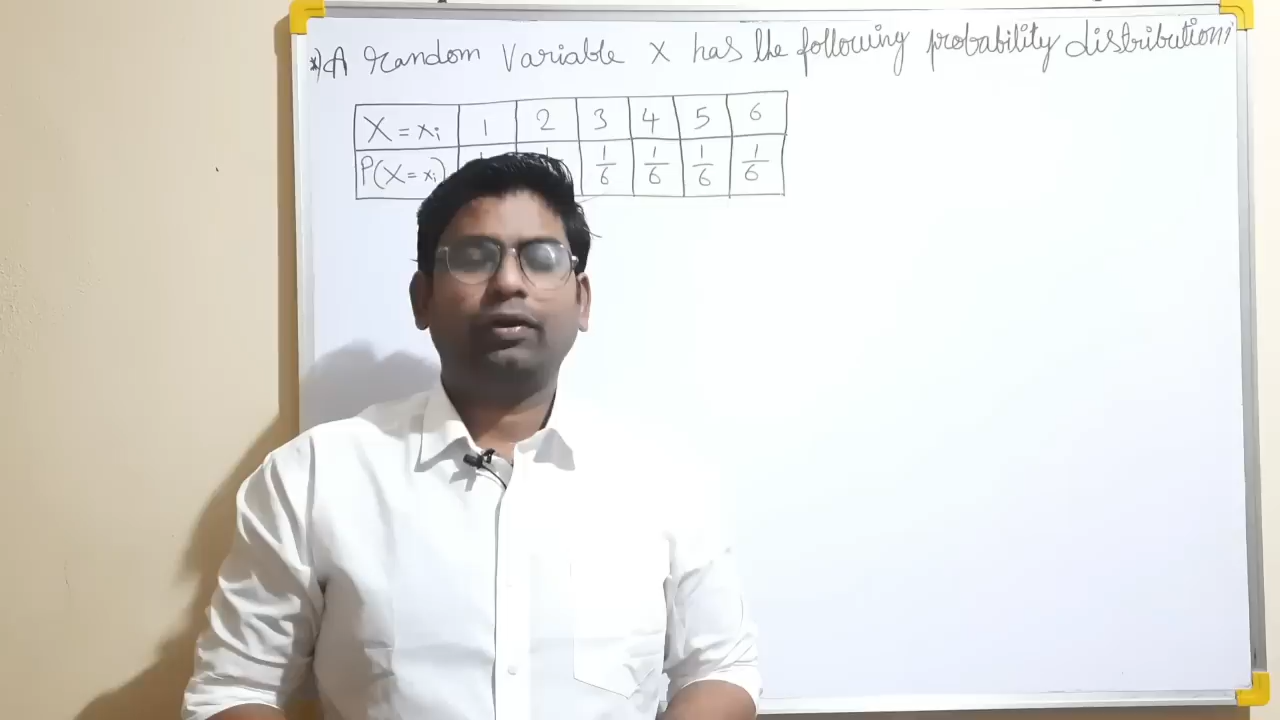 *) A random variable X has the following probability distribution:
X = xi 1 2 3 4 5 6
P(X = xi) 1/6 1/6 1/6 1/6